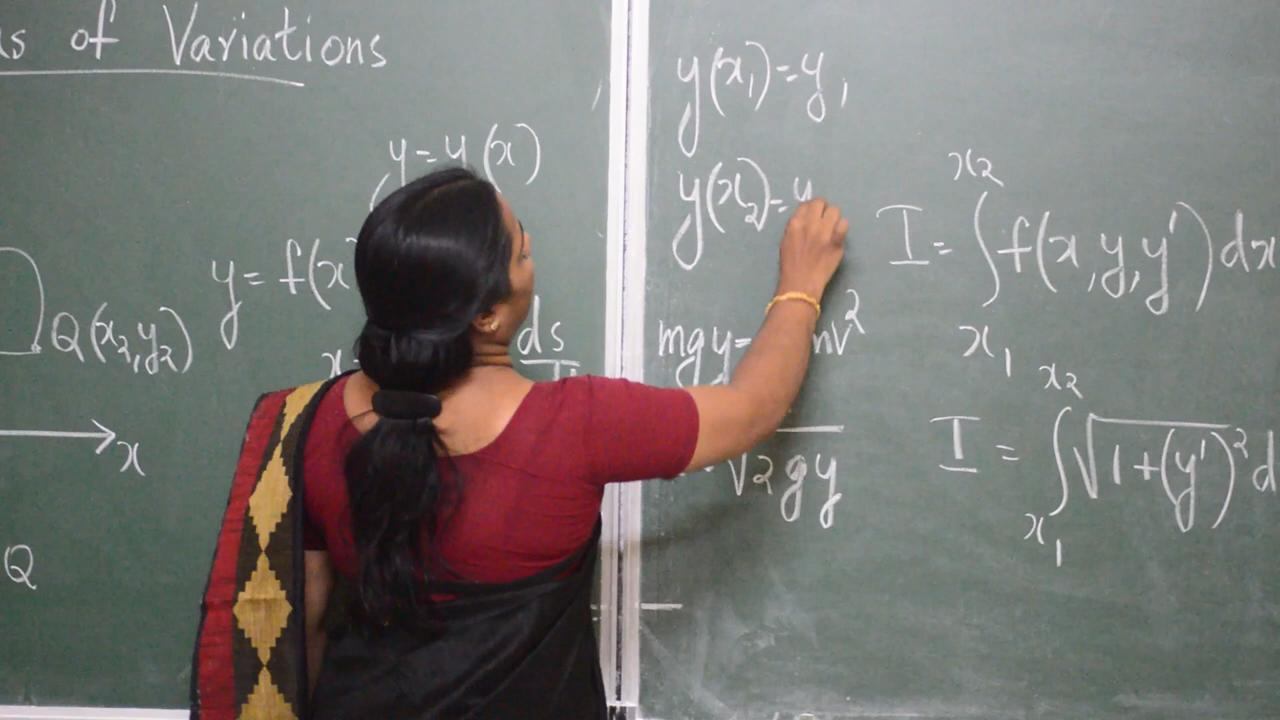 of Variations
y = y(x)
y = f(x
Q(x₂,y₂)
ds
x
Q
y(x₁) = y₁
y(x₂) = y
mgy =
v²
√2gy
x₂
I = ∫ f(x,y,y') dx
x₁
x₂
I = ∫ √1+(y')² d
x₁